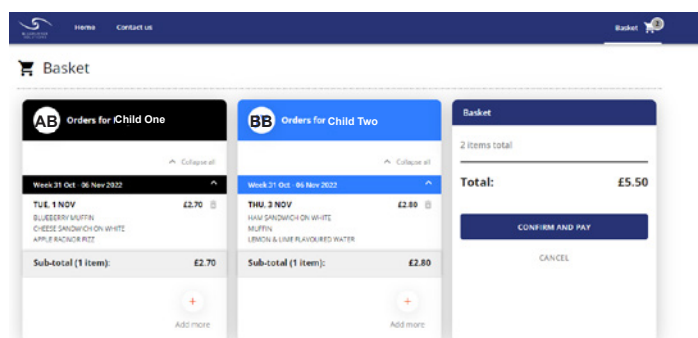 Home Contact us Basket 2
Basket
AB Orders for Child One
Collapse all
Week 31 Oct - 06 Nov 2022
TUE, 1 NOV £2.70
BLUEBERRY MUFFIN
CHEESE SANDWICH ON WHITE
APPLE RADNOR FIZZ
Sub-total (1 item): £2.70
+
Add more
BB Orders for Child Two
Collapse all
Week 31 Oct - 06 Nov 2022
THU, 3 NOV £2.80
HAM SANDWICH ON WHITE
MUFFIN
LEMON & LIME FLAVOURED WATER
Sub-total (1 item): £2.80
+
Add more
Basket
2 items total
Total: £5.50
CONFIRM AND PAY
CANCEL